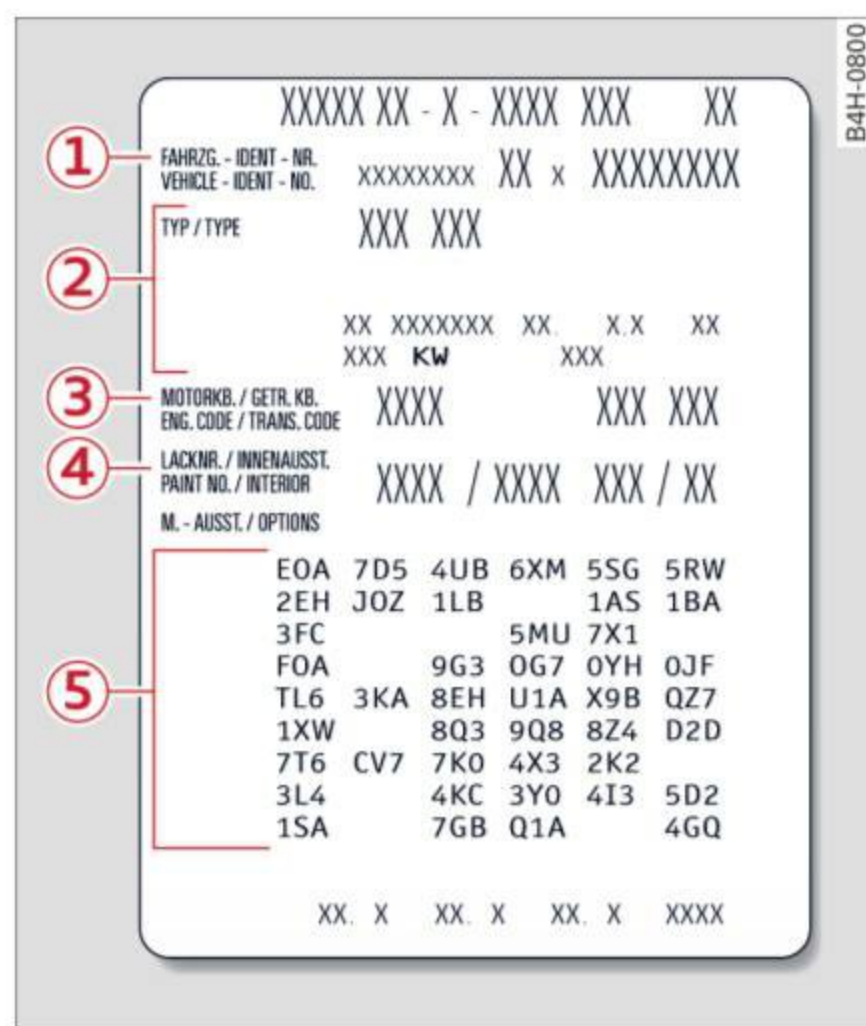 B4H-0800
XXXXX XX - X - XXXX XXX XX
1
FAHRZG. - IDENT - NR.
VEHICLE - IDENT - NO. XXXXXXXX XX X XXXXXXXX
2
TYP / TYPE XXX XXX
XX XXXXXXX XX. X.X XX
XXX KW XXX
3
MOTORKB. / GETR. KB.
ENG. CODE / TRANS. CODE XXXX XXX XXX
4
LACKNR. / INNENAUSST.
PAINT NO. / INTERIOR XXXX / XXXX XXX / XX
M. - AUSST. / OPTIONS
5
EOA 7D5 4UB 6XM 5SG 5RW
2EH JOZ 1LB 1AS 1BA
3FC 5MU 7X1
FOA 9G3 OG7 0YH 0JF
TL6 3KA 8EH U1A X9B QZ7
1XW 8Q3 9Q8 8Z4 D2D
7T6 CV7 7K0 4X3 2K2
3L4 4KC 3Y0 4I3 5D2
1SA 7GB Q1A 4GQ
XX. X XX. X XX. X XXXX